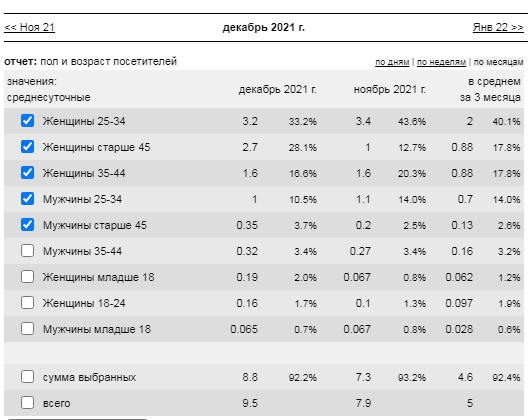 << Ноя 21 декабрь 2021 г. Янв 22 >>
отчет: пол и возраст посетителей по дням | по неделям | по месяцам
значения: в среднем
среднесуточные декабрь 2021 г. ноябрь 2021 г. за 3 месяца
Женщины 25-34 3.2 33.2% 3.4 43.6% 2 40.1%
Женщины старше 45 2.7 28.1% 1 12.7% 0.88 17.8%
Женщины 35-44 1.6 16.6% 1.6 20.3% 0.88 17.8%
Мужчины 25-34 1 10.5% 1.1 14.0% 0.7 14.0%
Мужчины старше 45 0.35 3.7% 0.2 2.5% 0.13 2.6%
Мужчины 35-44 0.32 3.4% 0.27 3.4% 0.16 3.2%
Женщины младше 18 0.19 2.0% 0.067 0.8% 0.062 1.2%
Женщины 18-24 0.16 1.7% 0.1 1.3% 0.097 1.9%
Мужчины младше 18 0.065 0.7% 0.067 0.8% 0.028 0.6%
сумма выбранных 8.8 92.2% 7.3 93.2% 4.6 92.4%
всего 9.5 7.9 5